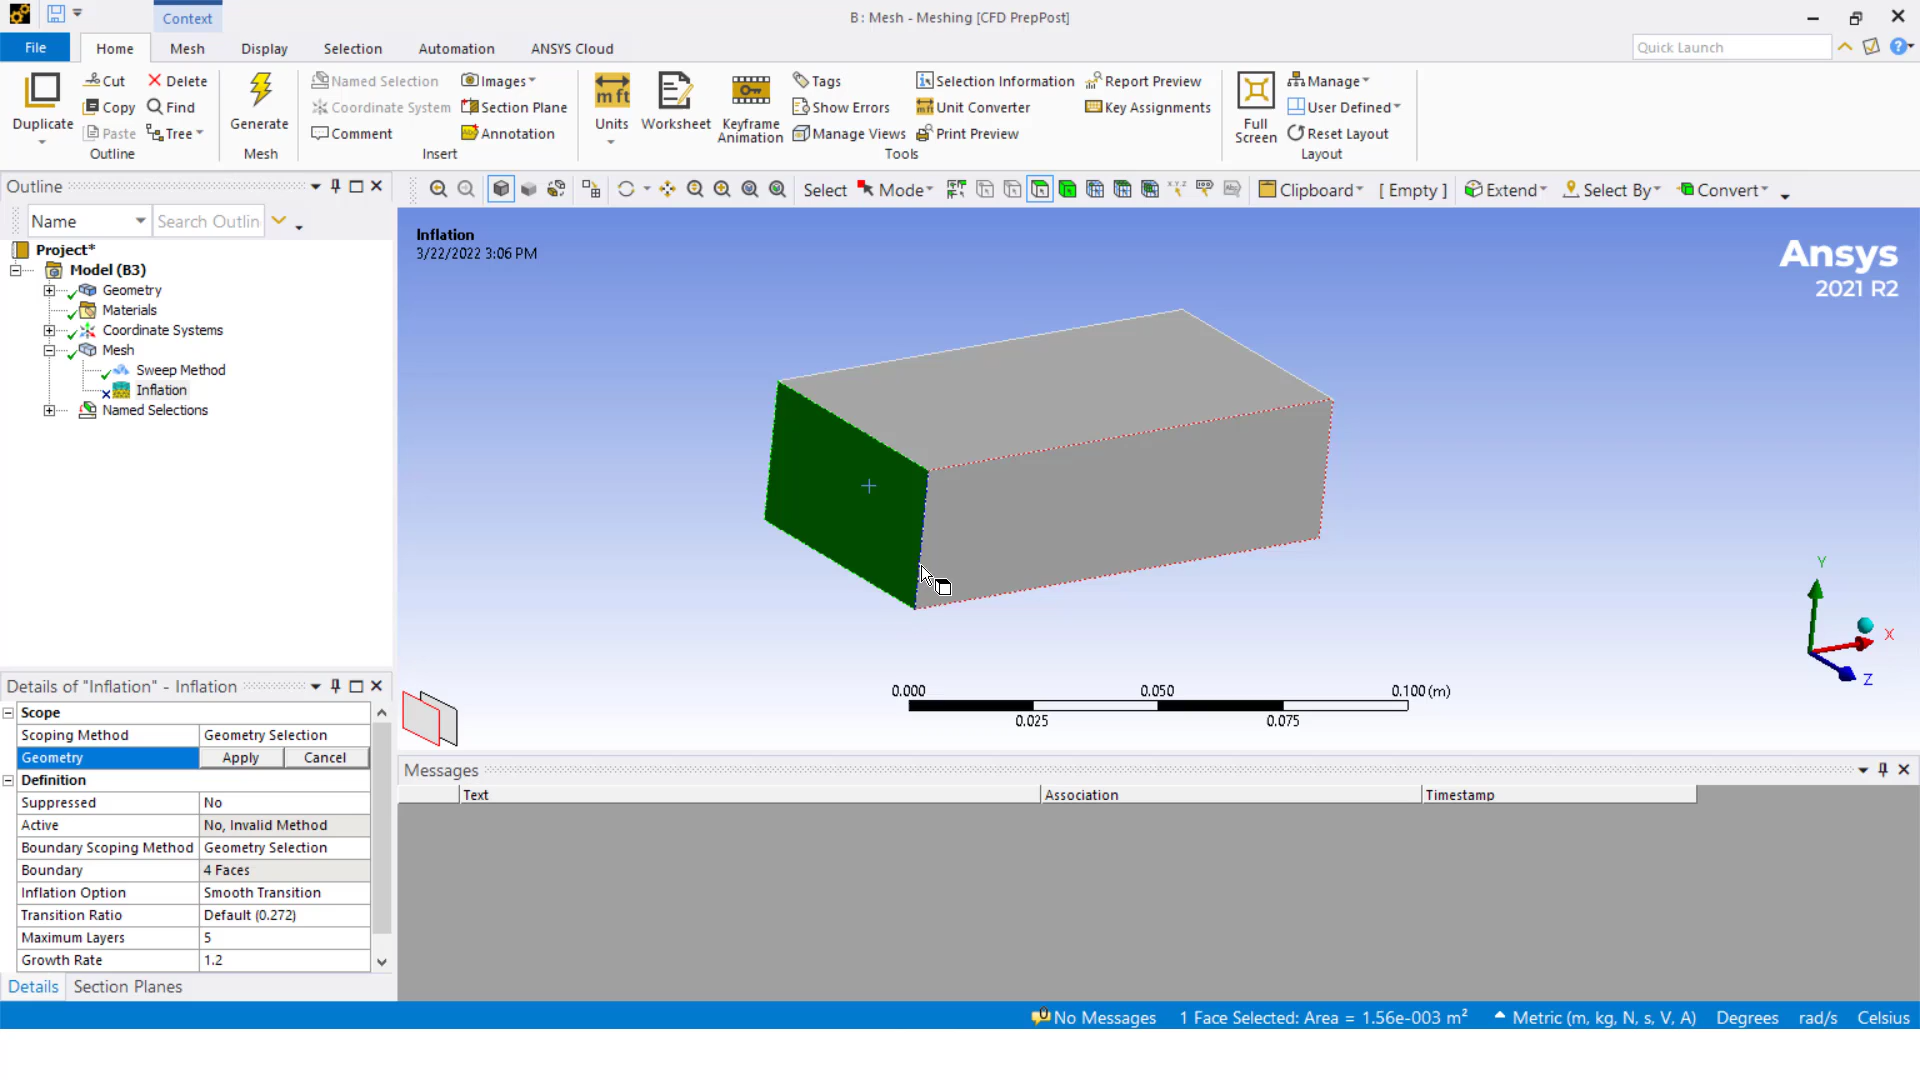 Context
B : Mesh - Meshing [CFD PrepPost]
File Home Mesh Display Selection Automation ANSYS Cloud
Quick Launch
Duplicate
Cut
Copy
Paste
Delete
Find
Tree
Outline
Generate
Mesh
Named Selection
Coordinate System
Comment
Images
Section Plane
Annotation
Insert
mft
Units
Worksheet
Keyframe
Animation
Tags
Show Errors
Manage Views
Selection Information
Unit Converter
Print Preview
Report Preview
Key Assignments
Tools
Full
Screen
Manage
User Defined
Reset Layout
Layout
Outline
Name Search Outlin
Project*
Model (B3)
Geometry
Materials
Coordinate Systems
Mesh
Sweep Method
Inflation
Named Selections
Select Mode Clipboard [ Empty ] Extend Select By Convert
Inflation
3/22/2022 3:06 PM
Ansys
2021 R2
Y
X
Z
0.000 0.050 0.100 (m)
0.025 0.075
Details of "Inflation" - Inflation
Scope
Scoping Method Geometry Selection
Geometry Apply Cancel
Definition
Suppressed No
Active No, Invalid Method
Boundary Scoping Method Geometry Selection
Boundary 4 Faces
Inflation Option Smooth Transition
Transition Ratio Default (0.272)
Maximum Layers 5
Growth Rate 1.2
Details Section Planes
Messages
Text Association Timestamp
0 No Messages 1 Face Selected: Area = 1.56e-003 m² Metric (m, kg, N, s, V, A) Degrees rad/s Celsius